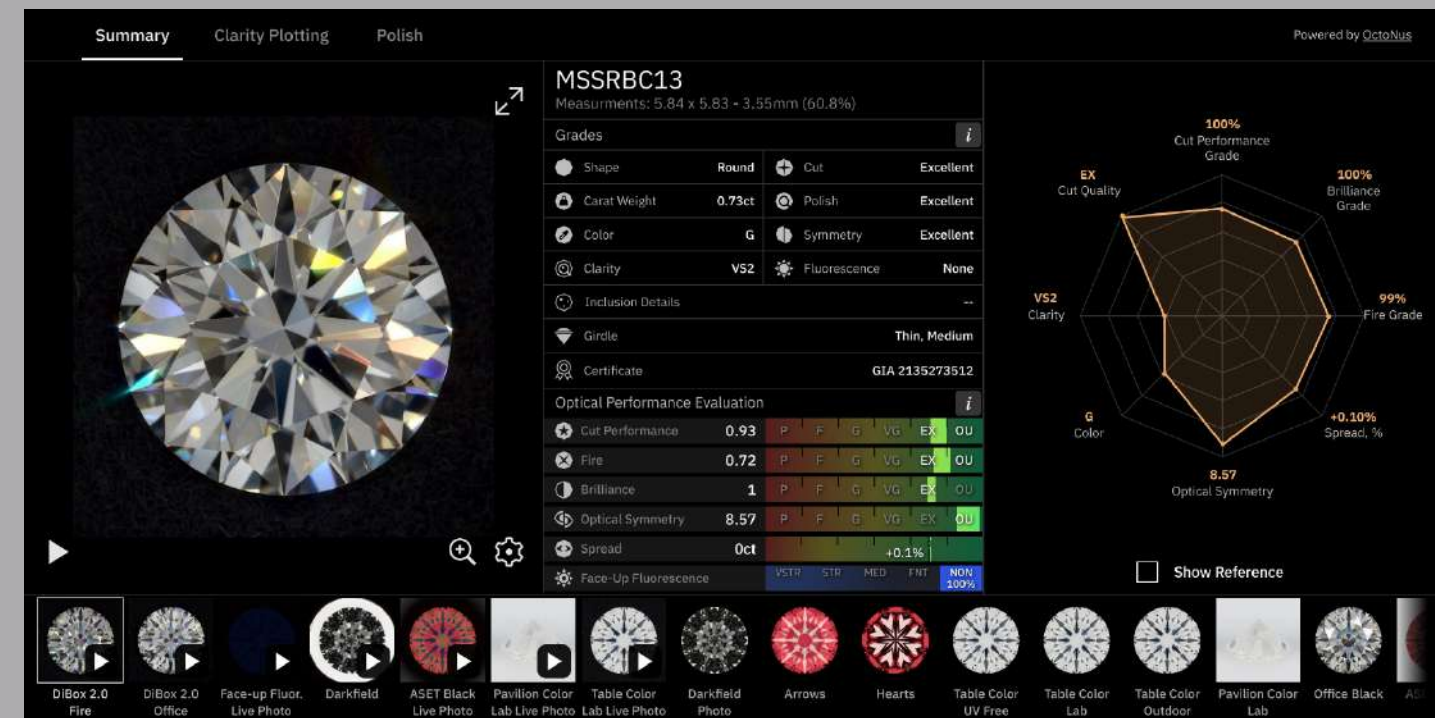 Summary
Clarity Plotting
Polish
Powered by OctoNus
MSSRBC13
Measurments: 5.84 x 5.83 - 3.55mm (60.8%)
Grades
i
Shape Round
Cut Excellent
Carat Weight 0.73ct
Polish Excellent
Color G
Symmetry Excellent
Clarity VS2
Fluorescence None
Inclusion Details --
Girdle Thin, Medium
Certificate GIA 2135273512
Optical Performance Evaluation
i
Cut Performance 0.93 P F G VG EX OU
Fire 0.72 P F G VG EX OU
Brilliance 1 P F G VG EX OU
Optical Symmetry 8.57 P F G VG EX OU
Spread 0ct +0.1%
Face-Up Fluorescence VSTR STR MED FNT NON
100%
100%
Cut Performance
Grade
100%
Brilliance
Grade
99%
Fire Grade
+0.10%
Spread, %
8.57
Optical Symmetry
G
Color
VS2
Clarity
EX
Cut Quality
Show Reference
DiBox 2.0
Fire
DiBox 2.0
Office
Face-up Fluor.
Live Photo
Darkfield
ASET Black
Live Photo
Pavilion Color
Lab Live Photo
Table Color
Lab Live Photo
Darkfield
Photo
Arrows
Hearts
Table Color
UV Free
Table Color
Lab
Table Color
Outdoor
Pavilion Color
Lab
Office Black